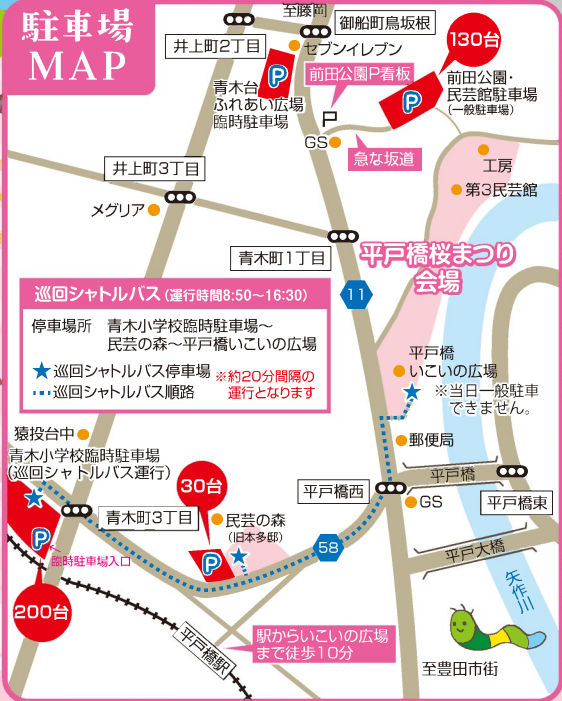 駐車場
MAP
至藤岡
御船町鳥坂根
井上町2丁目
セブンイレブン
130台
前田公園P看板
P
P
前田公園・
民芸館駐車場
(一般駐車場)
青木台
ふれあい広場
臨時駐車場
P
GS
急な坂道
工房
第3民芸館
井上町3丁目
メグリア
青木町1丁目
平戸橋桜まつり
会場
巡回シャトルバス(運行時間8:50〜16:30)
停車場所 青木小学校臨時駐車場〜
民芸の森〜平戸橋いこいの広場
★巡回シャトルバス停車場
巡回シャトルバス順路
※約20分間隔の
運行となります
11
平戸橋
いこいの広場
※当日一般駐車
できません。
猿投台中
青木小学校臨時駐車場
(巡回シャトルバス運行)
郵便局
平戸橋
30台
平戸橋西
GS
平戸橋東
青木町3丁目
民芸の森
(旧本多邸)
P
58
P
臨時駐車場入口
平戸大橋
矢作川
200台
平戸橋駅
駅からいこいの広場
まで徒歩10分
至豊田市街